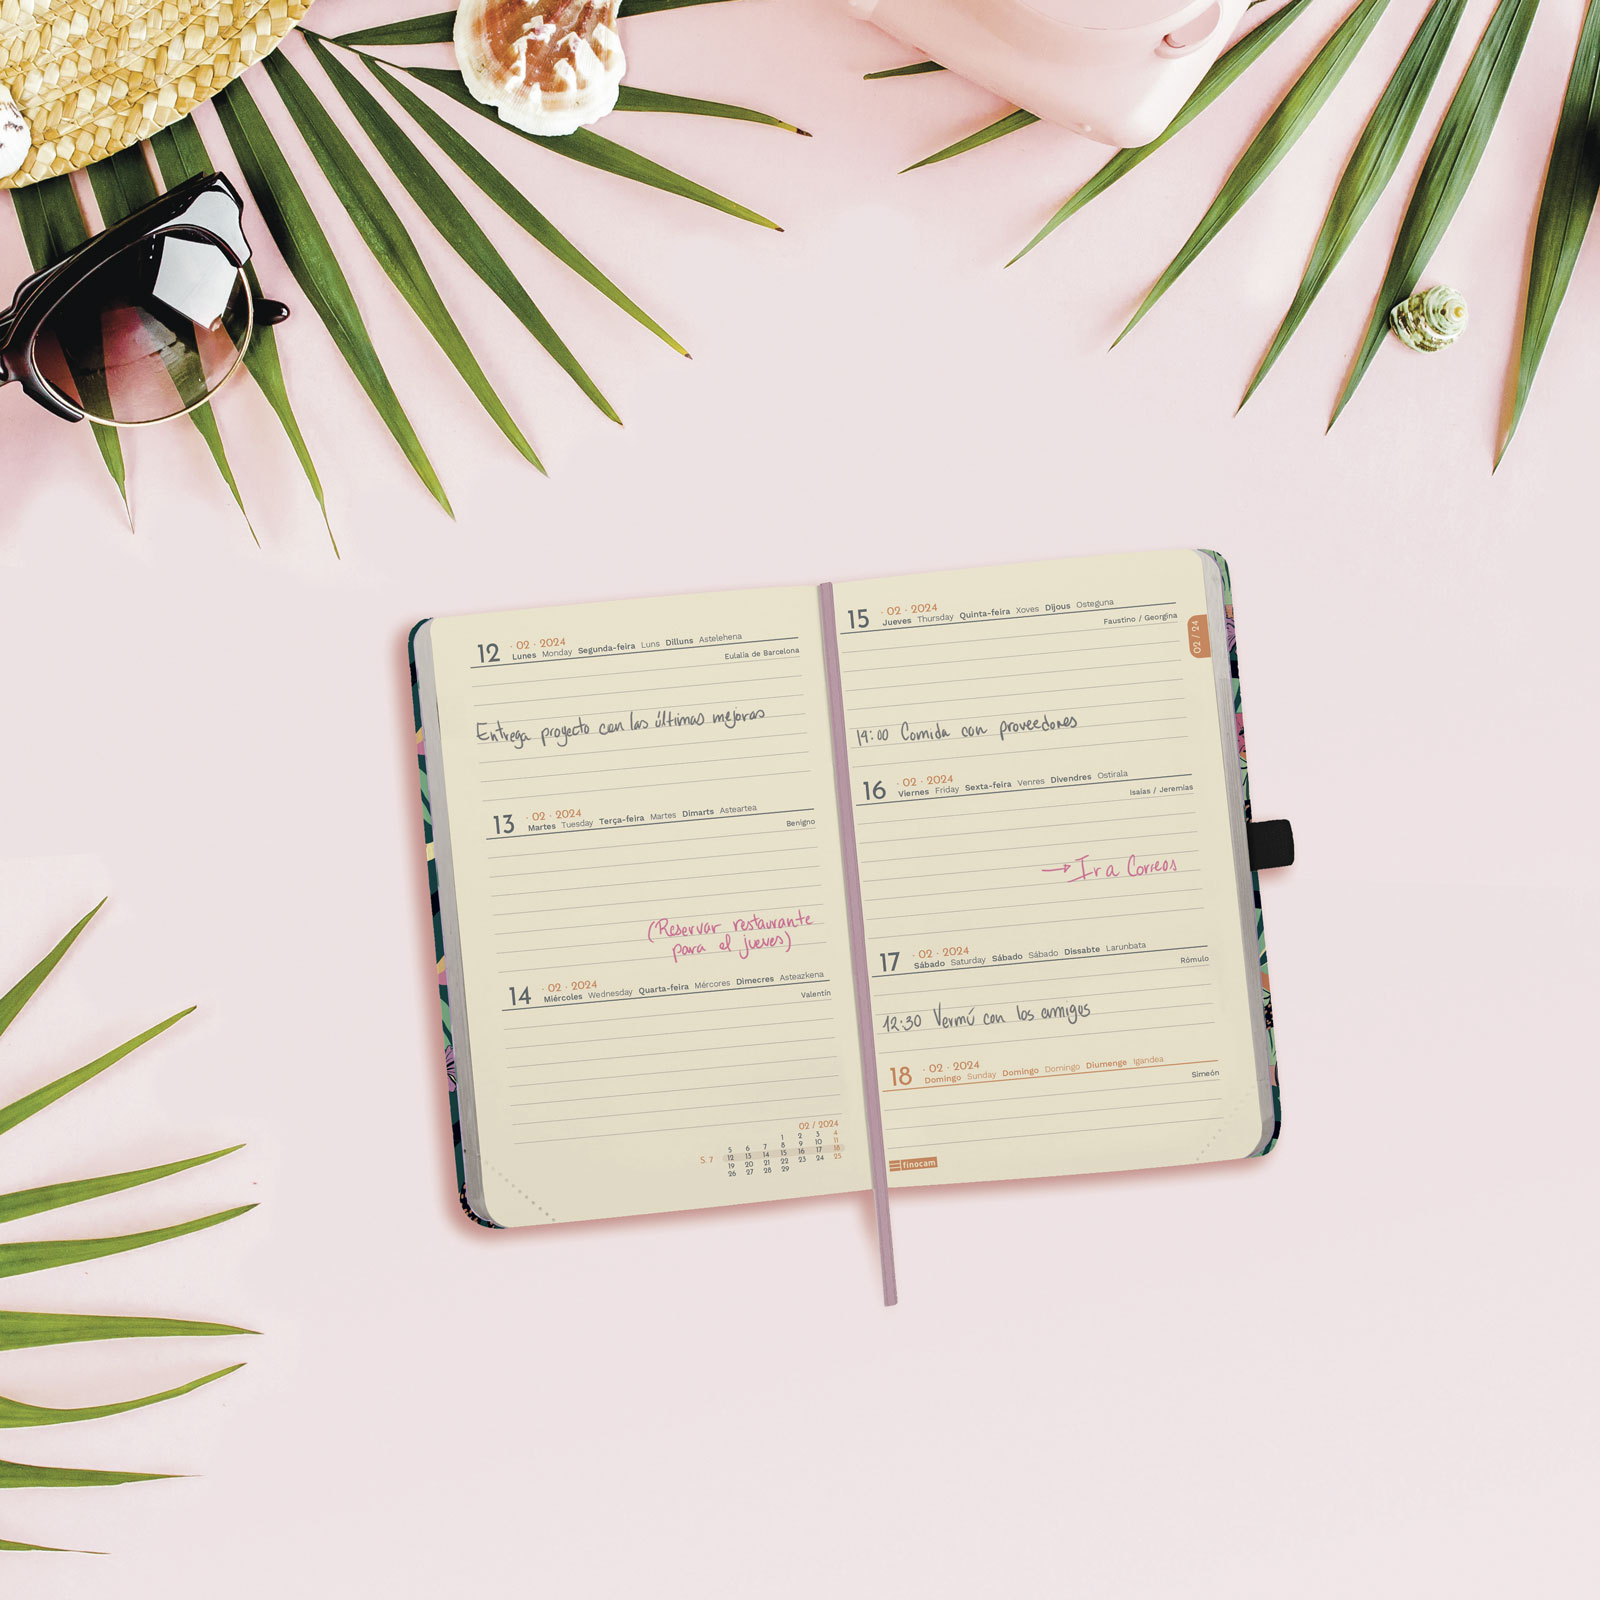 12 · 02 · 2024
Lunes Monday Segunda-feira Luns Dilluns Astelehena
Eulalia de Barcelona
Entrega proyecto con las últimas mejoras
13 · 02 · 2024
Martes Tuesday Terça-feira Martes Dimarts Asteartea
Benigno
(Reservar restaurante
para el jueves)
14 · 02 · 2024
Miércoles Wednesday Quarta-feira Mércores Dimecres Asteazkena
Valentín
02 / 2024
1 2 3 4
5 6 7 8 9 10 11
S 7 12 13 14 15 16 17 18
19 20 21 22 23 24 25
26 27 28 29
15 · 02 · 2024
Jueves Thursday Quinta-feira Xoves Dijous Osteguna
Faustino / Georgina
02 / 24
14:00 Comida con proveedores
16 · 02 · 2024
Viernes Friday Sexta-feira Venres Divendres Ostirala
Isaías / Jeremías
→ Ir a Correos
17 · 02 · 2024
Sábado Saturday Sábado Sábado Dissabte Larunbata
Rómulo
12:30 Vermú con los amigos
18 · 02 · 2024
Domingo Sunday Domingo Domingo Diumenge Igandea
Simeón
finocam